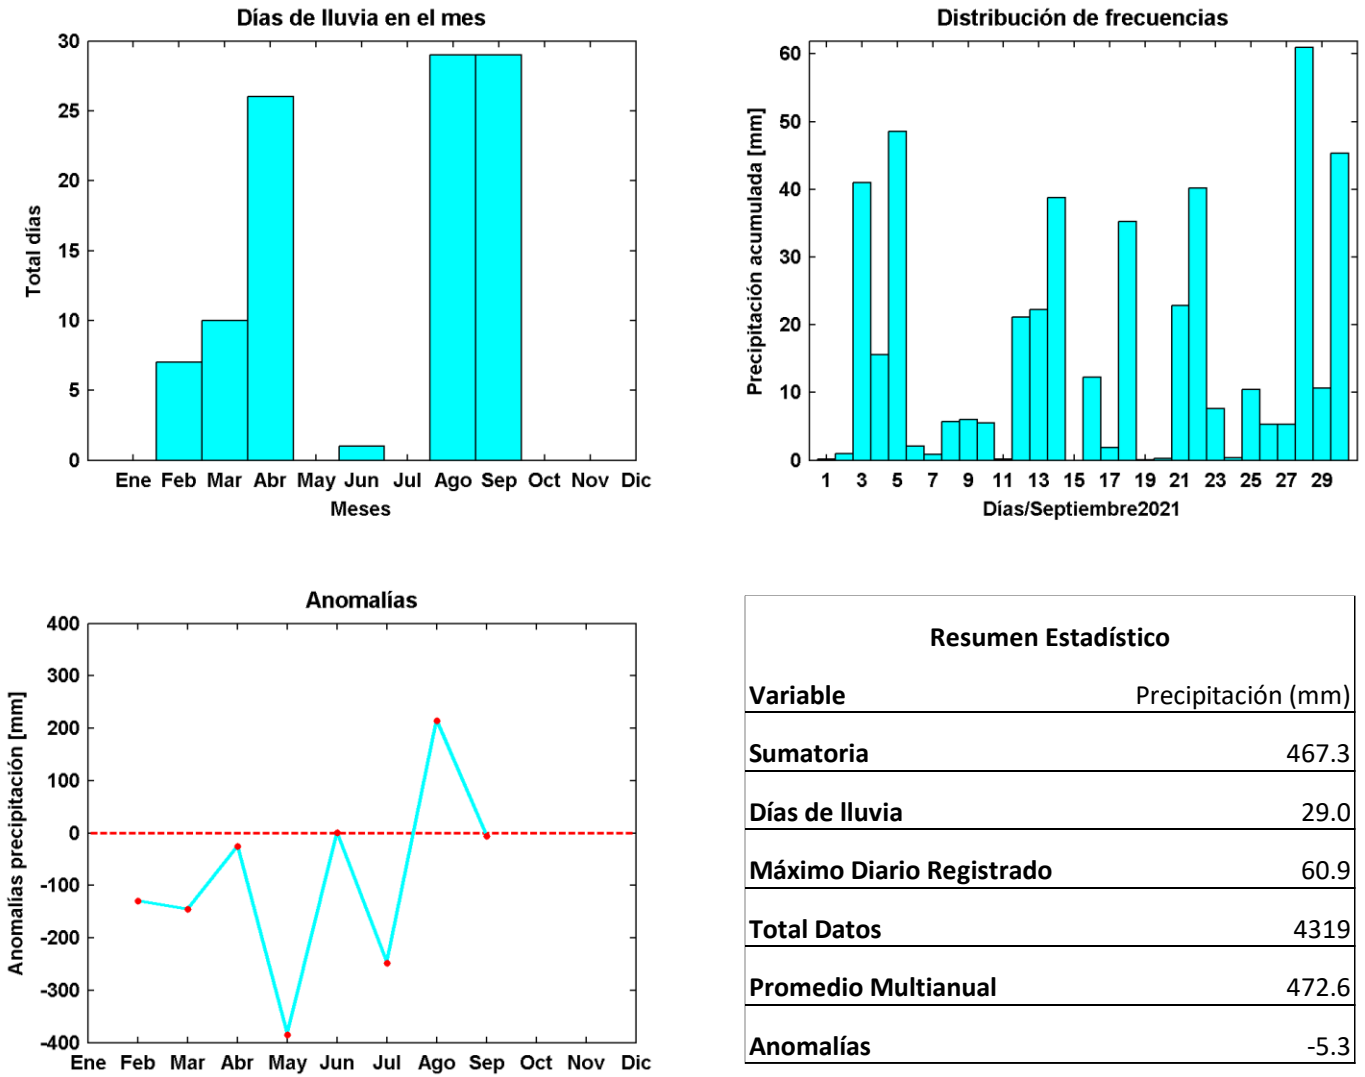 Días de lluvia en el mes
Total días
30
25
20
15
10
5
0
Ene Feb Mar Abr May Jun Jul Ago Sep Oct Nov Dic
Meses
Distribución de frecuencias
Precipitación acumulada [mm]
60
50
40
30
20
10
0
1 3 5 7 9 11 13 15 17 19 21 23 25 27 29
Días/Septiembre2021
Anomalías
Anomalías precipitación [mm]
400
300
200
100
0
-100
-200
-300
-400
Ene Feb Mar Abr May Jun Jul Ago Sep Oct Nov Dic
Resumen Estadístico
Variable Precipitación (mm)
Sumatoria 467.3
Días de lluvia 29.0
Máximo Diario Registrado 60.9
Total Datos 4319
Promedio Multianual 472.6
Anomalías -5.3